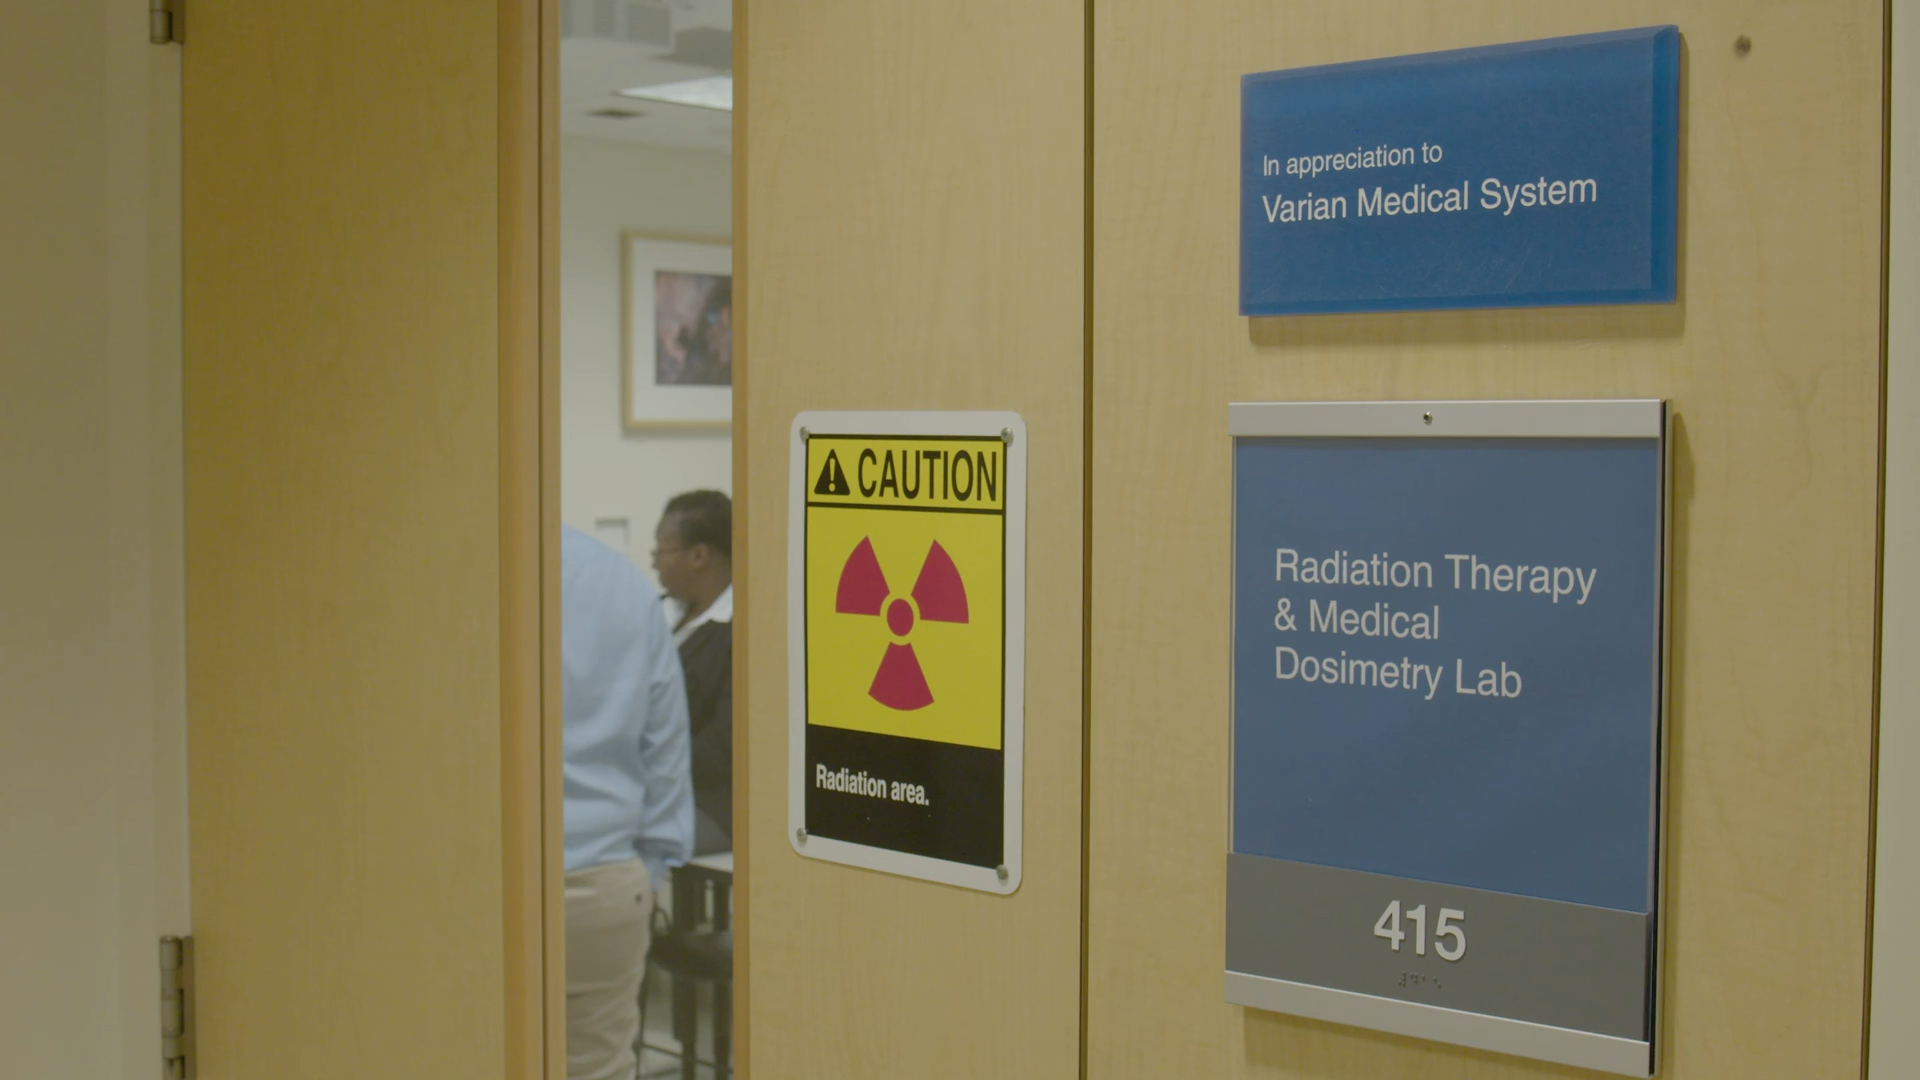 In appreciation to
Varian Medical System
CAUTION
Radiation area.
Radiation Therapy
& Medical
Dosimetry Lab
415